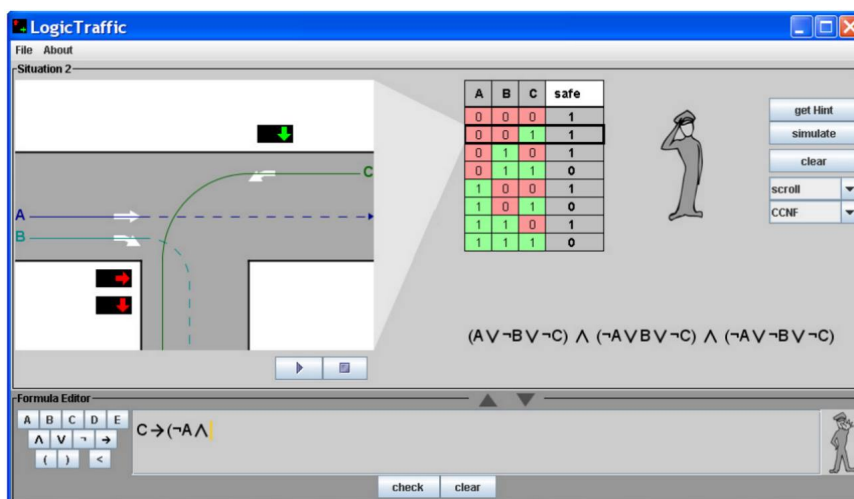 LogicTraffic
File About
Situation 2
A B C safe
0 0 0 1
0 0 1 1
0 1 0 1
0 1 1 0
1 0 0 1
1 0 1 0
1 1 0 1
1 1 1 0
get Hint
simulate
clear
scroll
CCNF
C
A
B
(A∨¬B∨¬C) ∧ (¬A∨B∨¬C) ∧ (¬A∨¬B∨¬C)
Formula Editor
A B C D E
∧ ∨ ¬ →
( ) <
C→(¬A∧
check clear